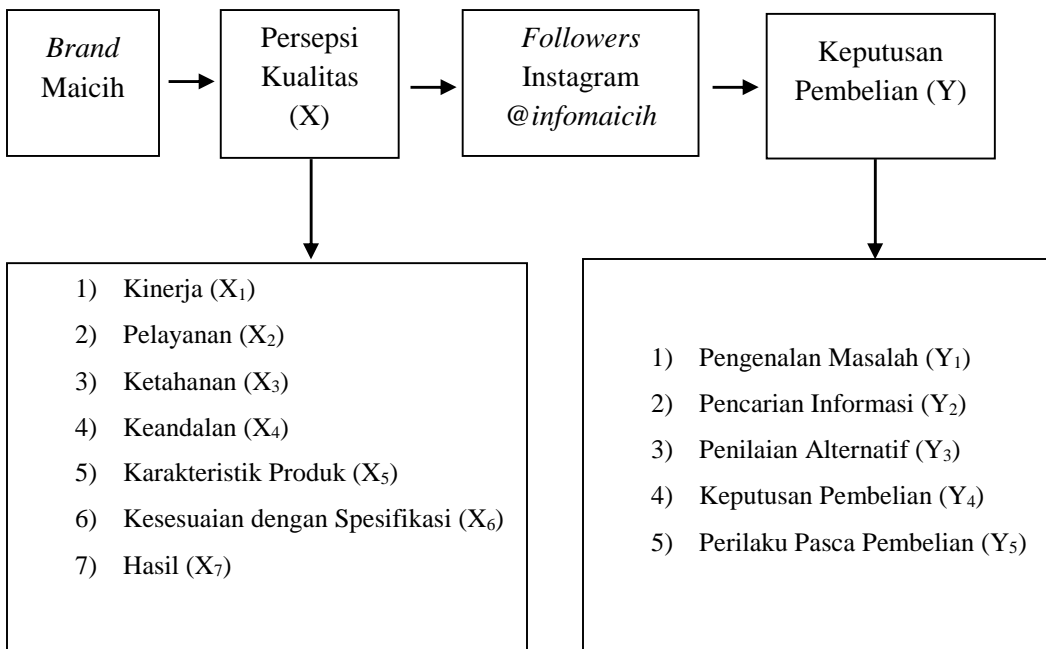 Brand
Maicih
Persepsi
Kualitas
(X)
Followers
Instagram
@infomaicih
Keputusan
Pembelian (Y)
1) Kinerja (X₁)
2) Pelayanan (X₂)
3) Ketahanan (X₃)
4) Keandalan (X₄)
5) Karakteristik Produk (X₅)
6) Kesesuaian dengan Spesifikasi (X₆)
7) Hasil (X₇)
1) Pengenalan Masalah (Y₁)
2) Pencarian Informasi (Y₂)
3) Penilaian Alternatif (Y₃)
4) Keputusan Pembelian (Y₄)
5) Perilaku Pasca Pembelian (Y₅)